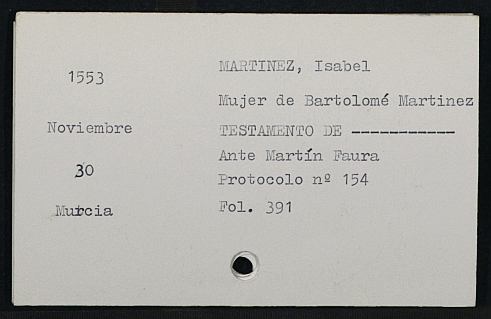 MARTINEZ, Isabel
1553
Mujer de Bartolomé Martinez
Noviembre
TESTAMENTO DE -----------
Ante Martín Faura
30
Protocolo nº 154
Murcia
Fol. 391